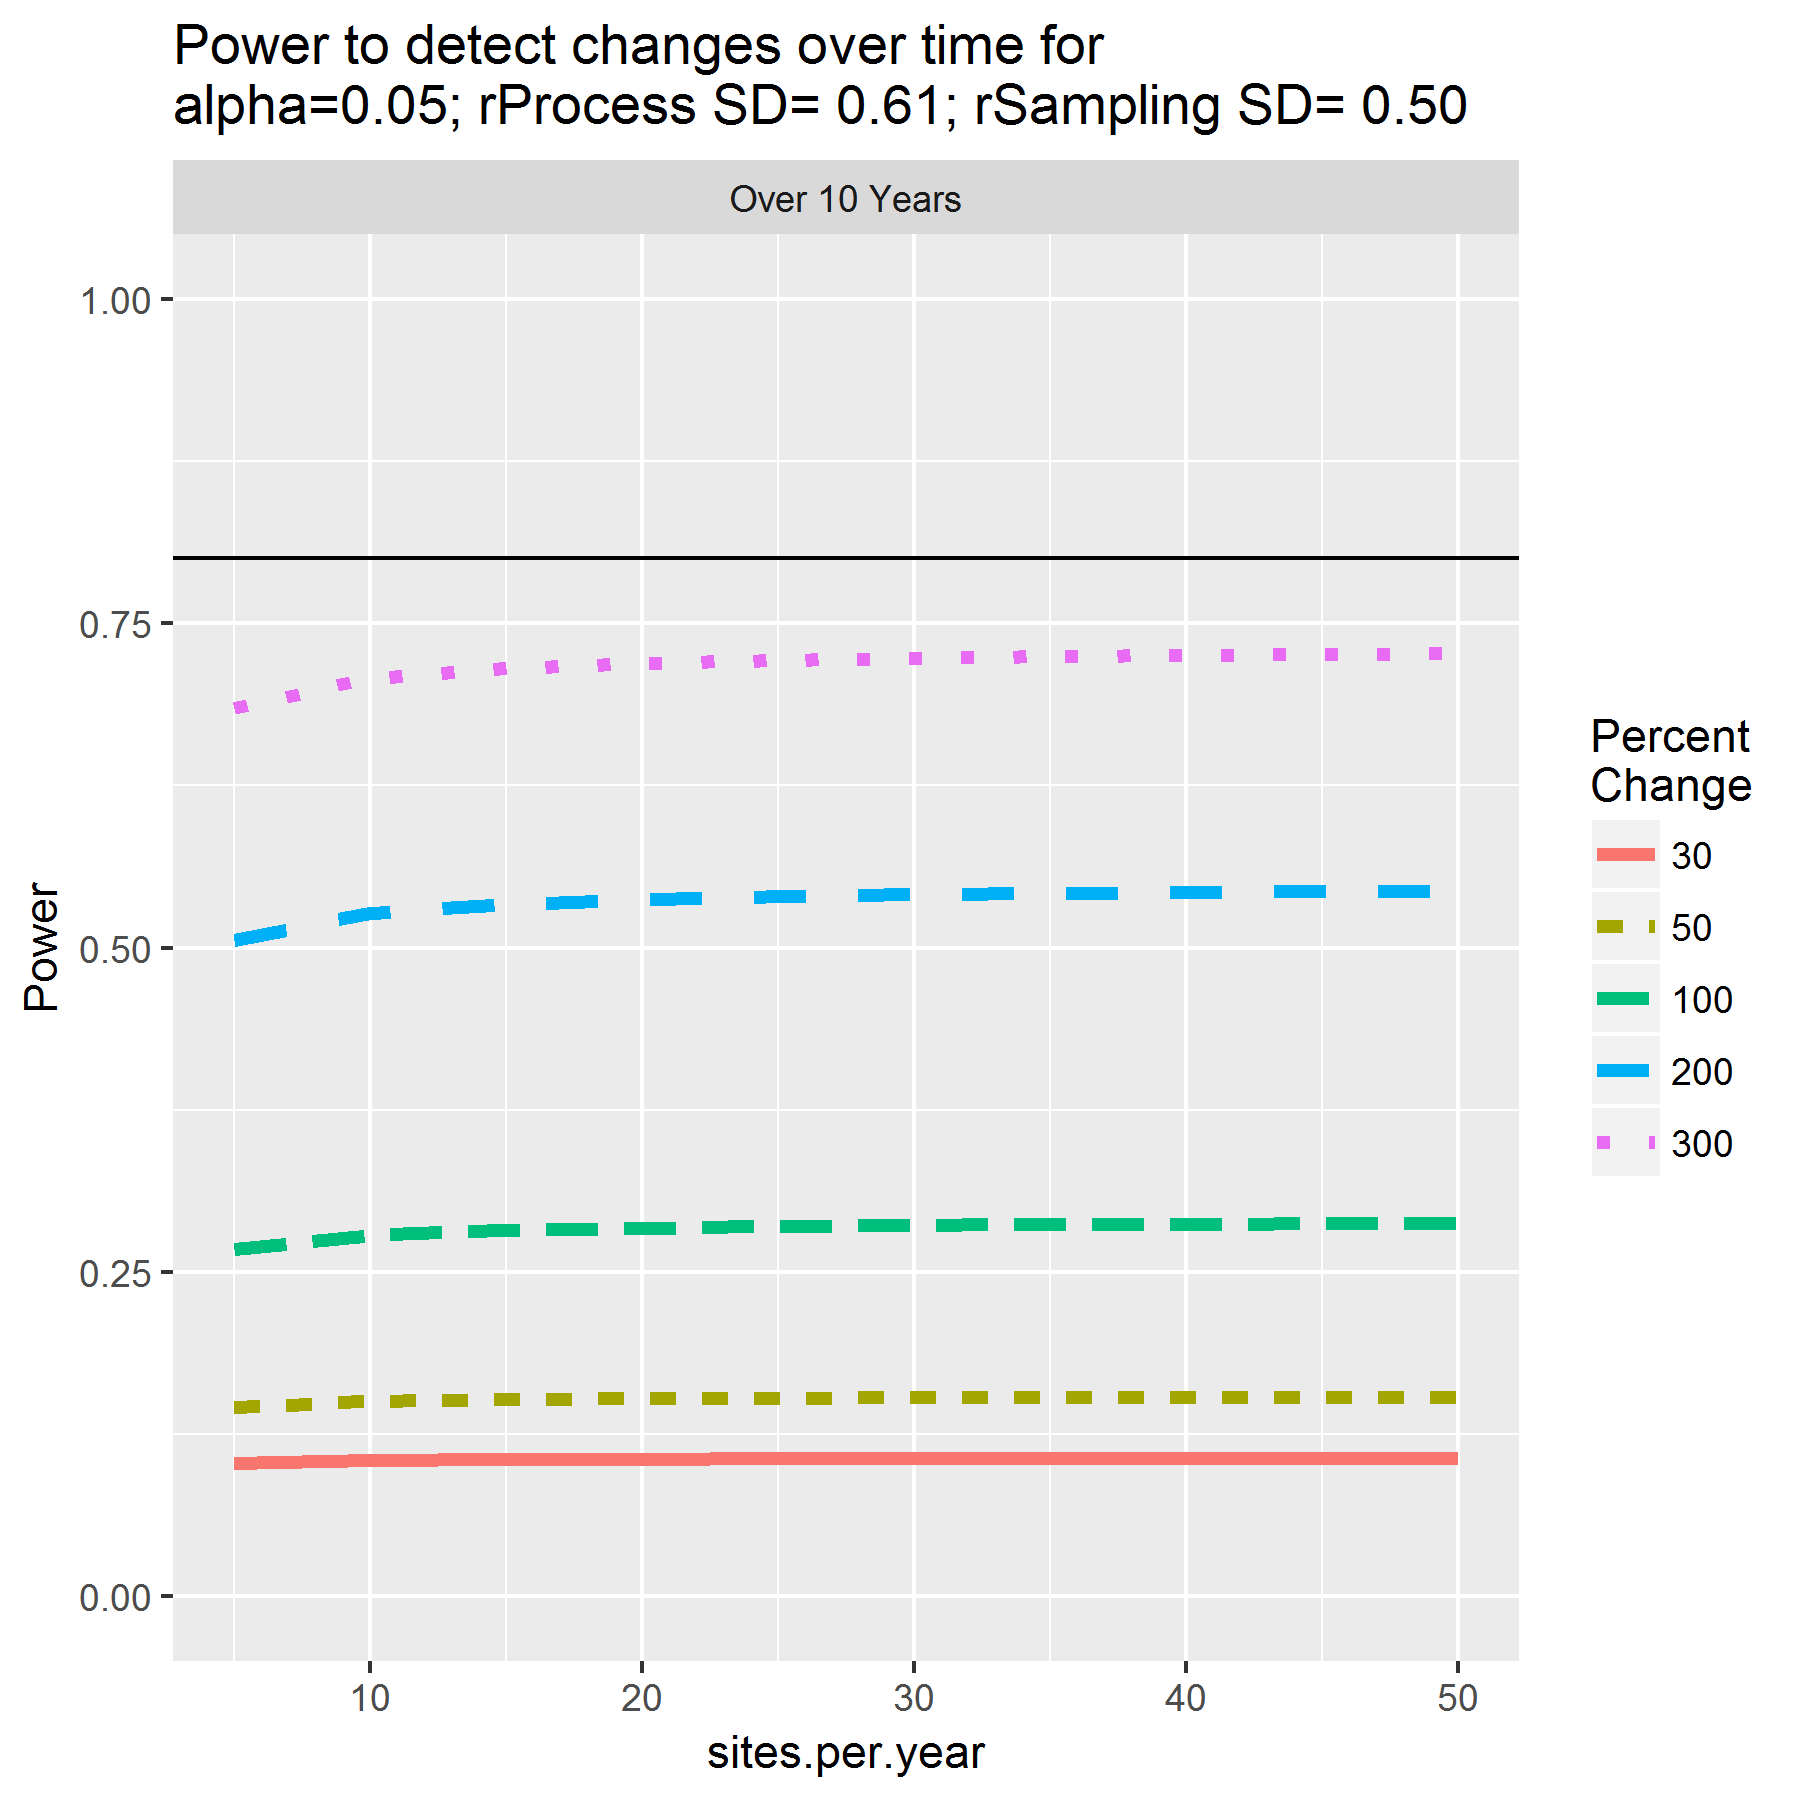 Power to detect changes over time for
alpha=0.05; rProcess SD= 0.61; rSampling SD= 0.50
Over 10 Years
1.00
0.75
0.50
0.25
0.00
Power
10
20
30
40
50
sites.per.year
Percent
Change
30
50
100
200
300